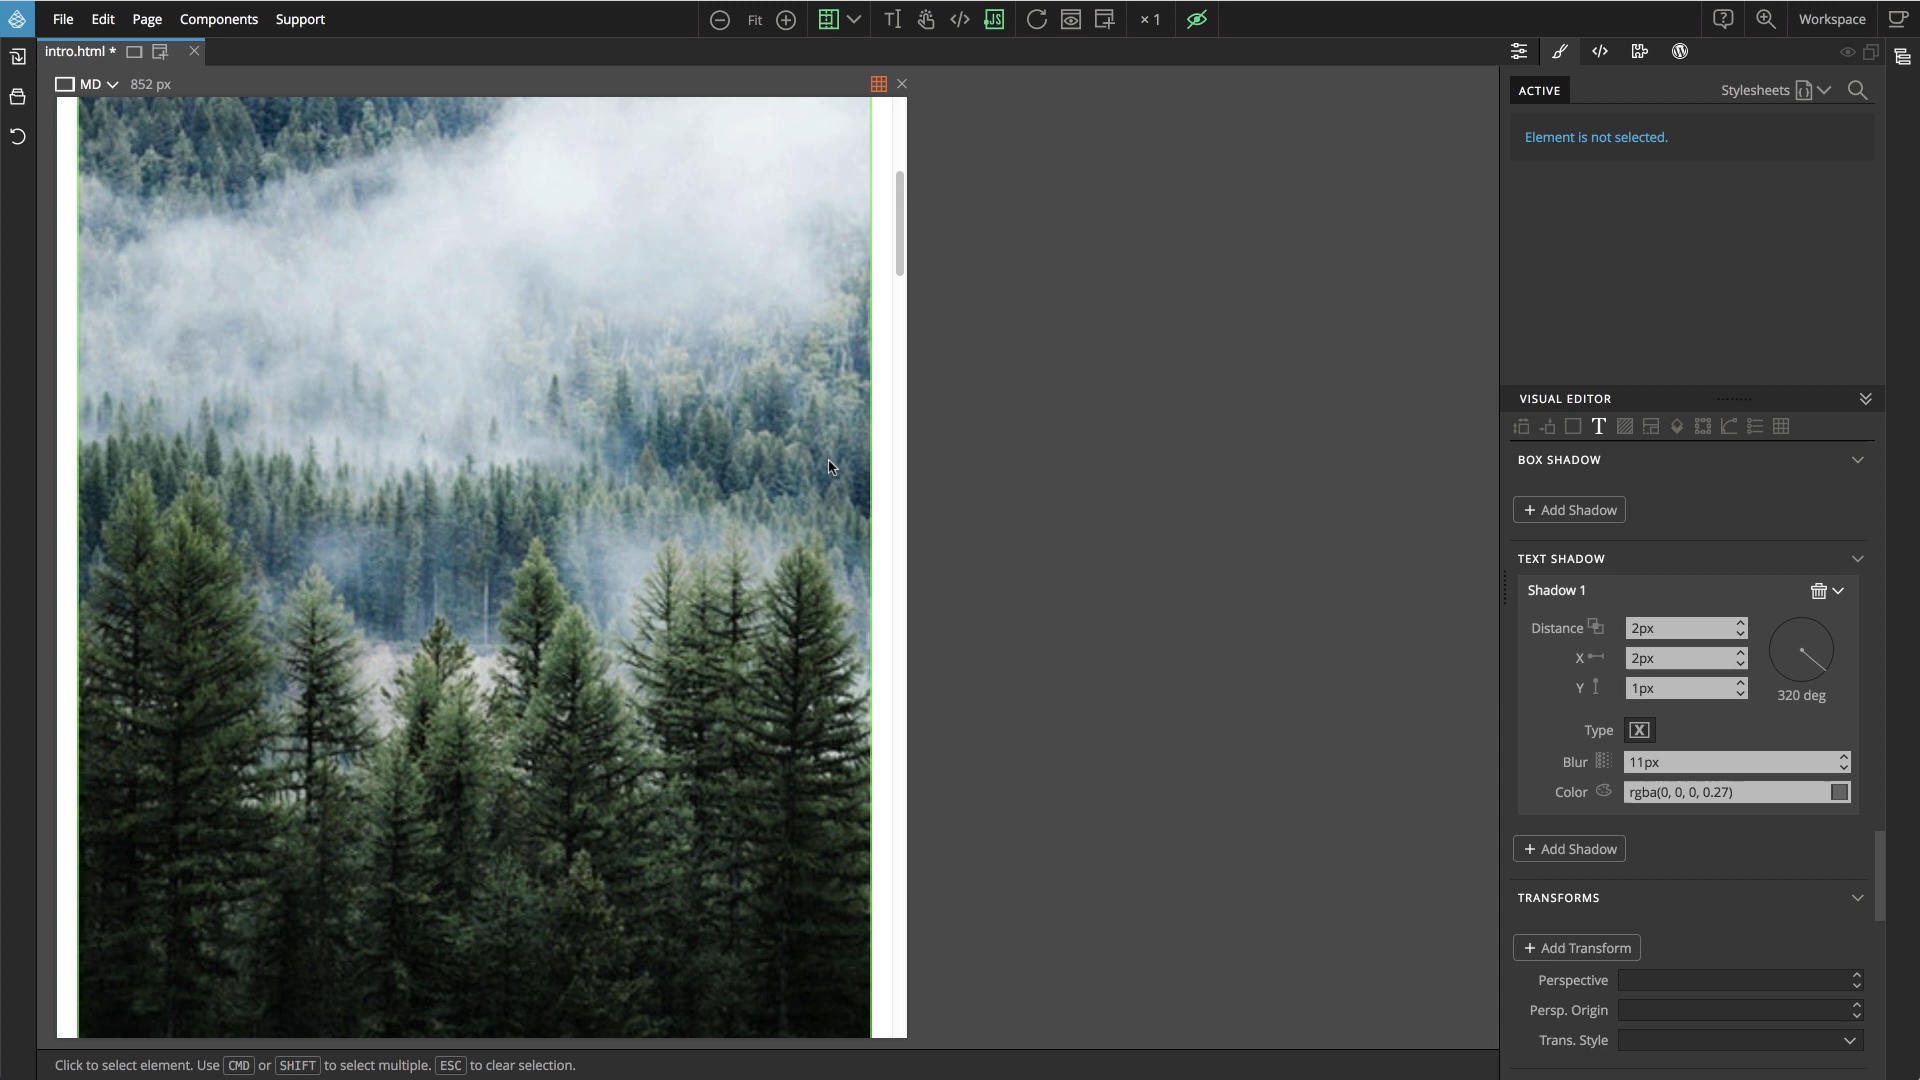 File Edit Page Components Support Fit JS × 1 Workspace
intro.html *
MD 852 px
ACTIVE Stylesheets
Element is not selected.
VISUAL EDITOR
T
BOX SHADOW
+ Add Shadow
TEXT SHADOW
Shadow 1
Distance 2px
X 2px
Y 1px
320 deg
Type X
Blur 11px
Color rgba(0, 0, 0, 0.27)
+ Add Shadow
TRANSFORMS
+ Add Transform
Perspective
Persp. Origin
Trans. Style
Click to select element. Use CMD or SHIFT to select multiple. ESC to clear selection.